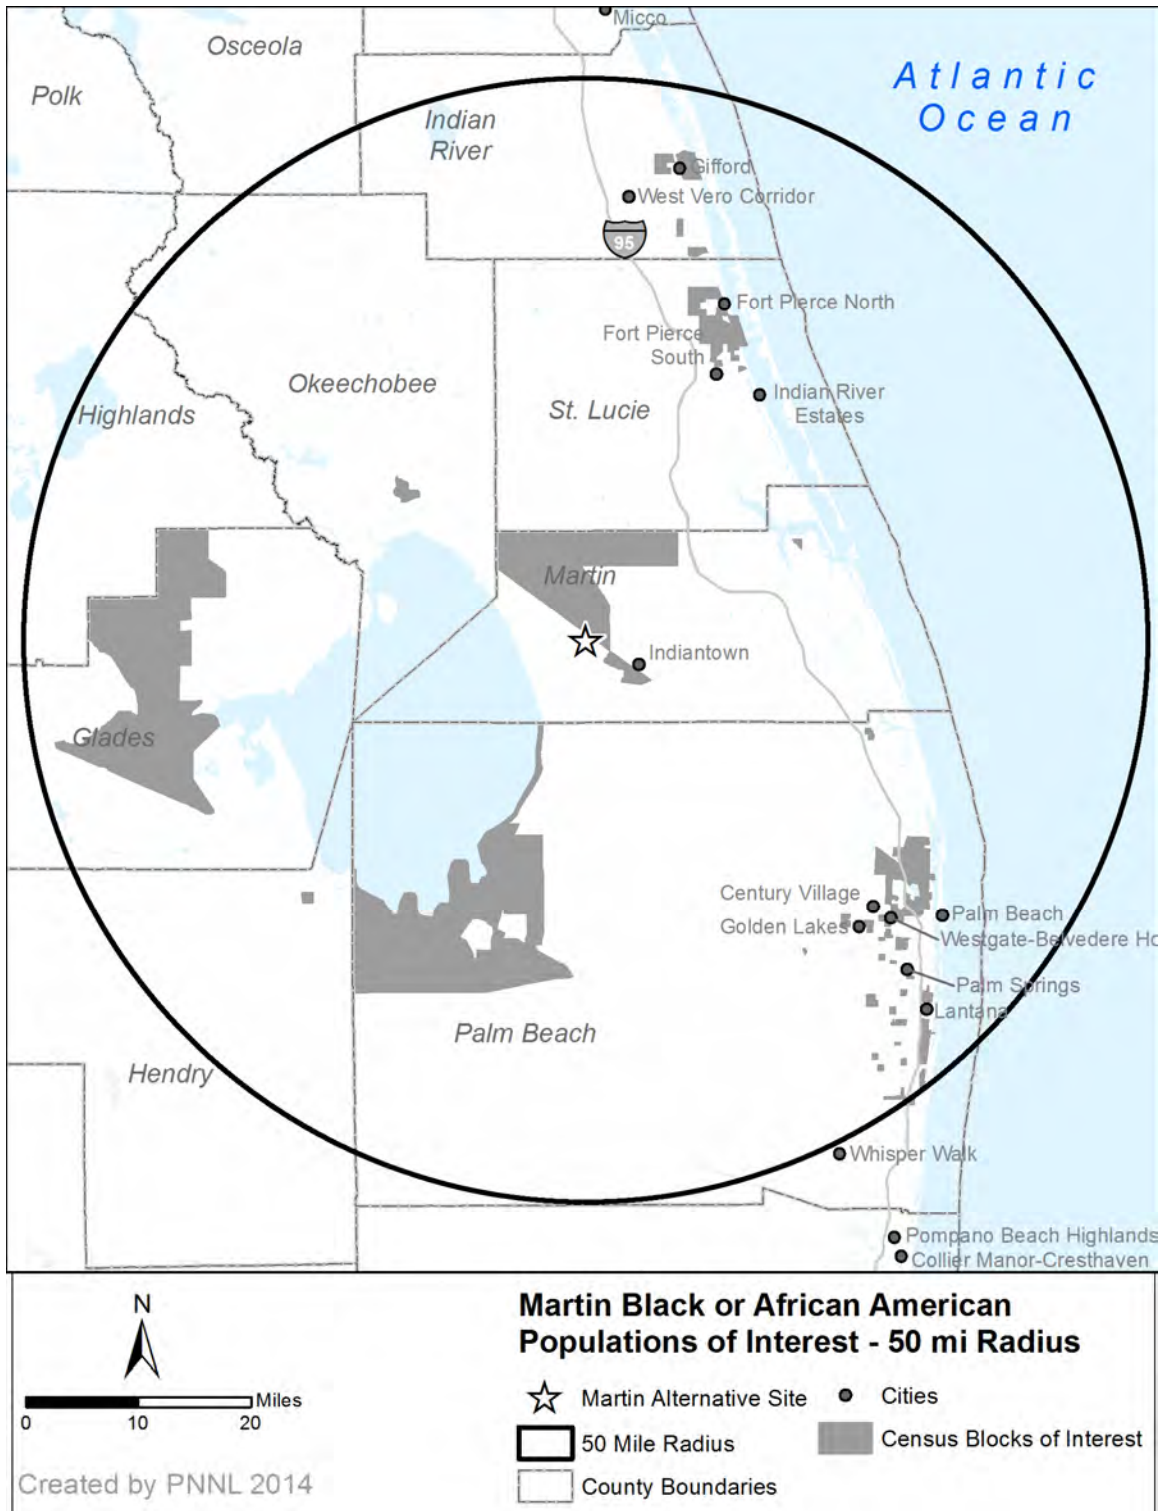 Micco
Osceola
Atlantic
Ocean
Polk
Indian
River
Gifford
West Vero Corridor
95
Fort Pierce North
Fort Pierce
South
Okeechobee
Indian River
Estates
Highlands
St. Lucie
Martin
Indiantown
Glades
Century Village
Palm Beach
Golden Lakes
Westgate-Belvedere Ho
Palm Springs
Lantana
Palm Beach
Hendry
Whisper Walk
Pompano Beach Highlands
Collier Manor-Cresthaven
N
Miles
0 10 20
Created by PNNL 2014
Martin Black or African American
Populations of Interest - 50 mi Radius
Martin Alternative Site
Cities
50 Mile Radius
Census Blocks of Interest
County Boundaries